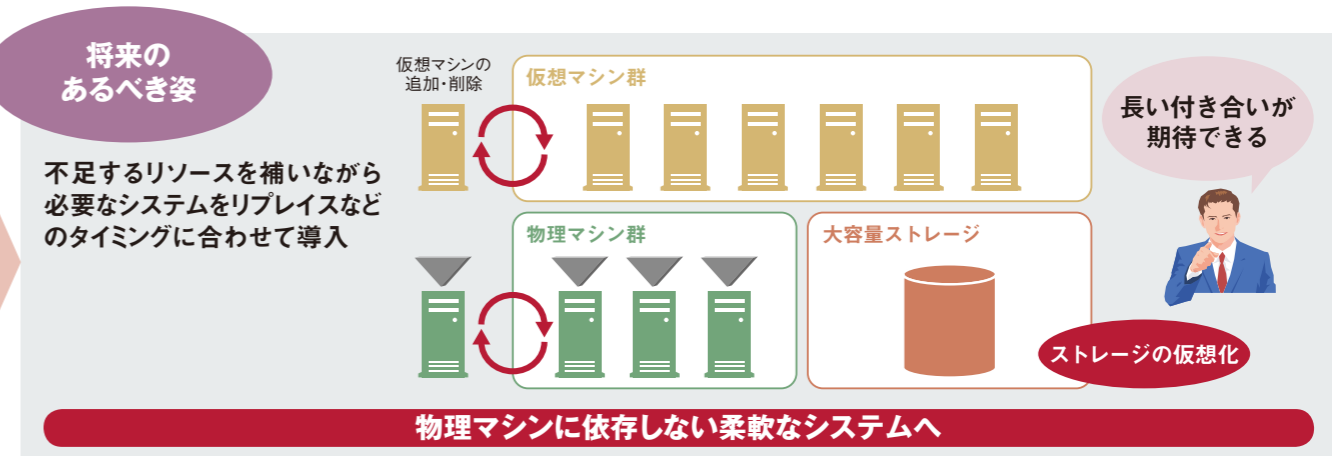 将来の
あるべき姿
不足するリソースを補いながら
必要なシステムをリプレイスなど
のタイミングに合わせて導入
仮想マシンの
追加・削除
仮想マシン群
物理マシン群
大容量ストレージ
長い付き合いが
期待できる
ストレージの仮想化
物理マシンに依存しない柔軟なシステムへ